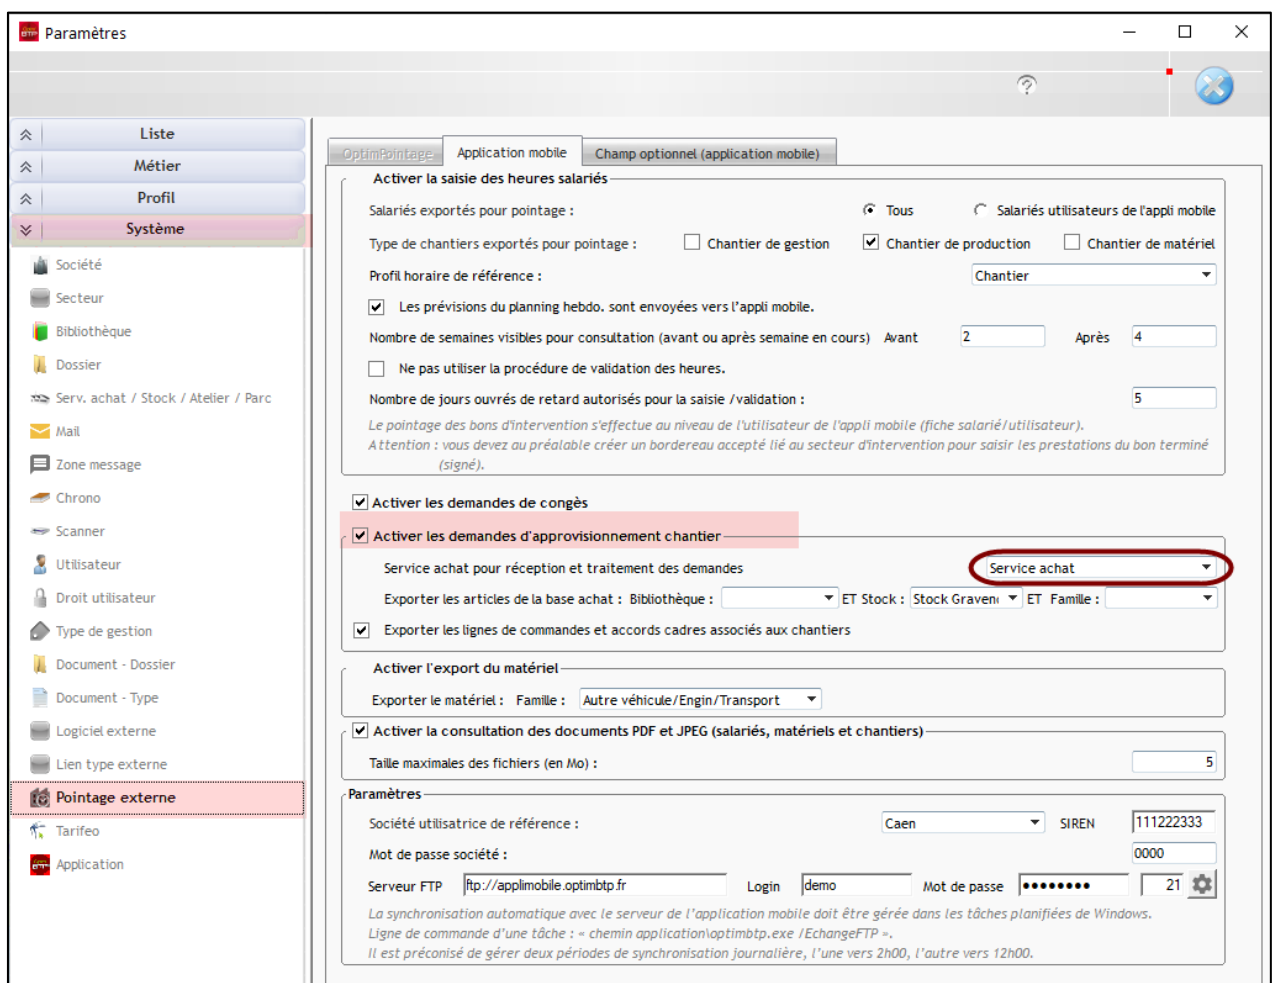 Paramètres
Liste
Métier
Profil
Système
Société
Secteur
Bibliothèque
Dossier
Serv. achat / Stock / Atelier / Parc
Mail
Zone message
Chrono
Scanner
Utilisateur
Droit utilisateur
Type de gestion
Document - Dossier
Document - Type
Logiciel externe
Lien type externe
Pointage externe
Tarifeo
Application
OptimPointage Application mobile Champ optionnel (application mobile)
Activer la saisie des heures salariés
Salariés exportés pour pointage : Tous Salariés utilisateurs de l'appli mobile
Type de chantiers exportés pour pointage : Chantier de gestion Chantier de production Chantier de matériel
Profil horaire de référence : Chantier
Les prévisions du planning hebdo. sont envoyées vers l'appli mobile.
Nombre de semaines visibles pour consultation (avant ou après semaine en cours) Avant 2 Après 4
Ne pas utiliser la procédure de validation des heures.
Nombre de jours ouvrés de retard autorisés pour la saisie /validation : 5
Le pointage des bons d'intervention s'effectue au niveau de l'utilisateur de l'appli mobile (fiche salarié/utilisateur).
Attention : vous devez au préalable créer un bordereau accepté lié au secteur d'intervention pour saisir les prestations du bon terminé
(signé).
Activer les demandes de congès
Activer les demandes d'approvisionnement chantier
Service achat pour réception et traitement des demandes Service achat
Exporter les articles de la base achat : Bibliothèque : ET Stock : Stock Graven ET Famille :
Exporter les lignes de commandes et accords cadres associés aux chantiers
Activer l'export du matériel
Exporter le matériel : Famille : Autre véhicule/Engin/Transport
Activer la consultation des documents PDF et JPEG (salariés, matériels et chantiers)
Taille maximales des fichiers (en Mo) : 5
Paramètres
Société utilisatrice de référence : Caen SIREN 111222333
Mot de passe société : 0000
Serveur FTP ftp://applimobile.optimbtp.fr Login demo Mot de passe ●●●●●●●● 21
La synchronisation automatique avec le serveur de l'application mobile doit être gérée dans les tâches planifiées de Windows.
Ligne de commande d'une tâche : « chemin application\optimbtp.exe /EchangeFTP ».
Il est préconisé de gérer deux périodes de synchronisation journalière, l'une vers 2h00, l'autre vers 12h00.